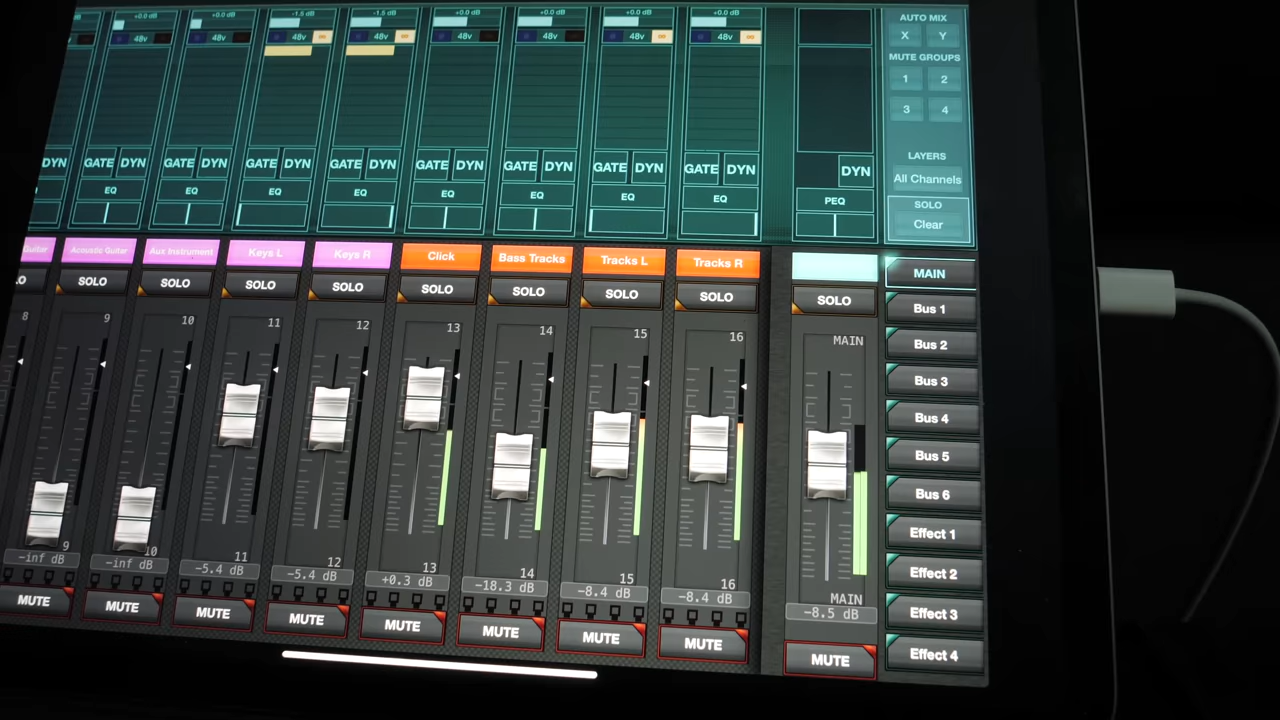 +0.0 dB +0.0 dB -1.5 dB -1.5 dB +0.0 dB +0.0 dB +0.0 dB +0.0 dB
48v 48v 48v 48v 48v 48v 48v 48v
DYN GATE DYN GATE DYN GATE DYN GATE DYN GATE DYN GATE DYN GATE DYN GATE DYN DYN
EQ EQ EQ EQ EQ EQ EQ EQ PEQ
AUTO MIX
X Y
MUTE GROUPS
1 2
3 4
LAYERS
All Channels
SOLO
Clear
Acoustic Guitar Aux Instrument Keys L Keys R Click Bass Tracks Tracks L Tracks R
SOLO SOLO SOLO SOLO SOLO SOLO SOLO SOLO SOLO
8 9 10 11 12 13 14 15 16 MAIN
9 10 11 12 13 14 15 16 MAIN
-inf dB -inf dB -5.4 dB -5.4 dB +0.3 dB -18.3 dB -8.4 dB -8.4 dB -8.5 dB
MUTE MUTE MUTE MUTE MUTE MUTE MUTE MUTE MUTE
MAIN
Bus 1
Bus 2
Bus 3
Bus 4
Bus 5
Bus 6
Effect 1
Effect 2
Effect 3
Effect 4